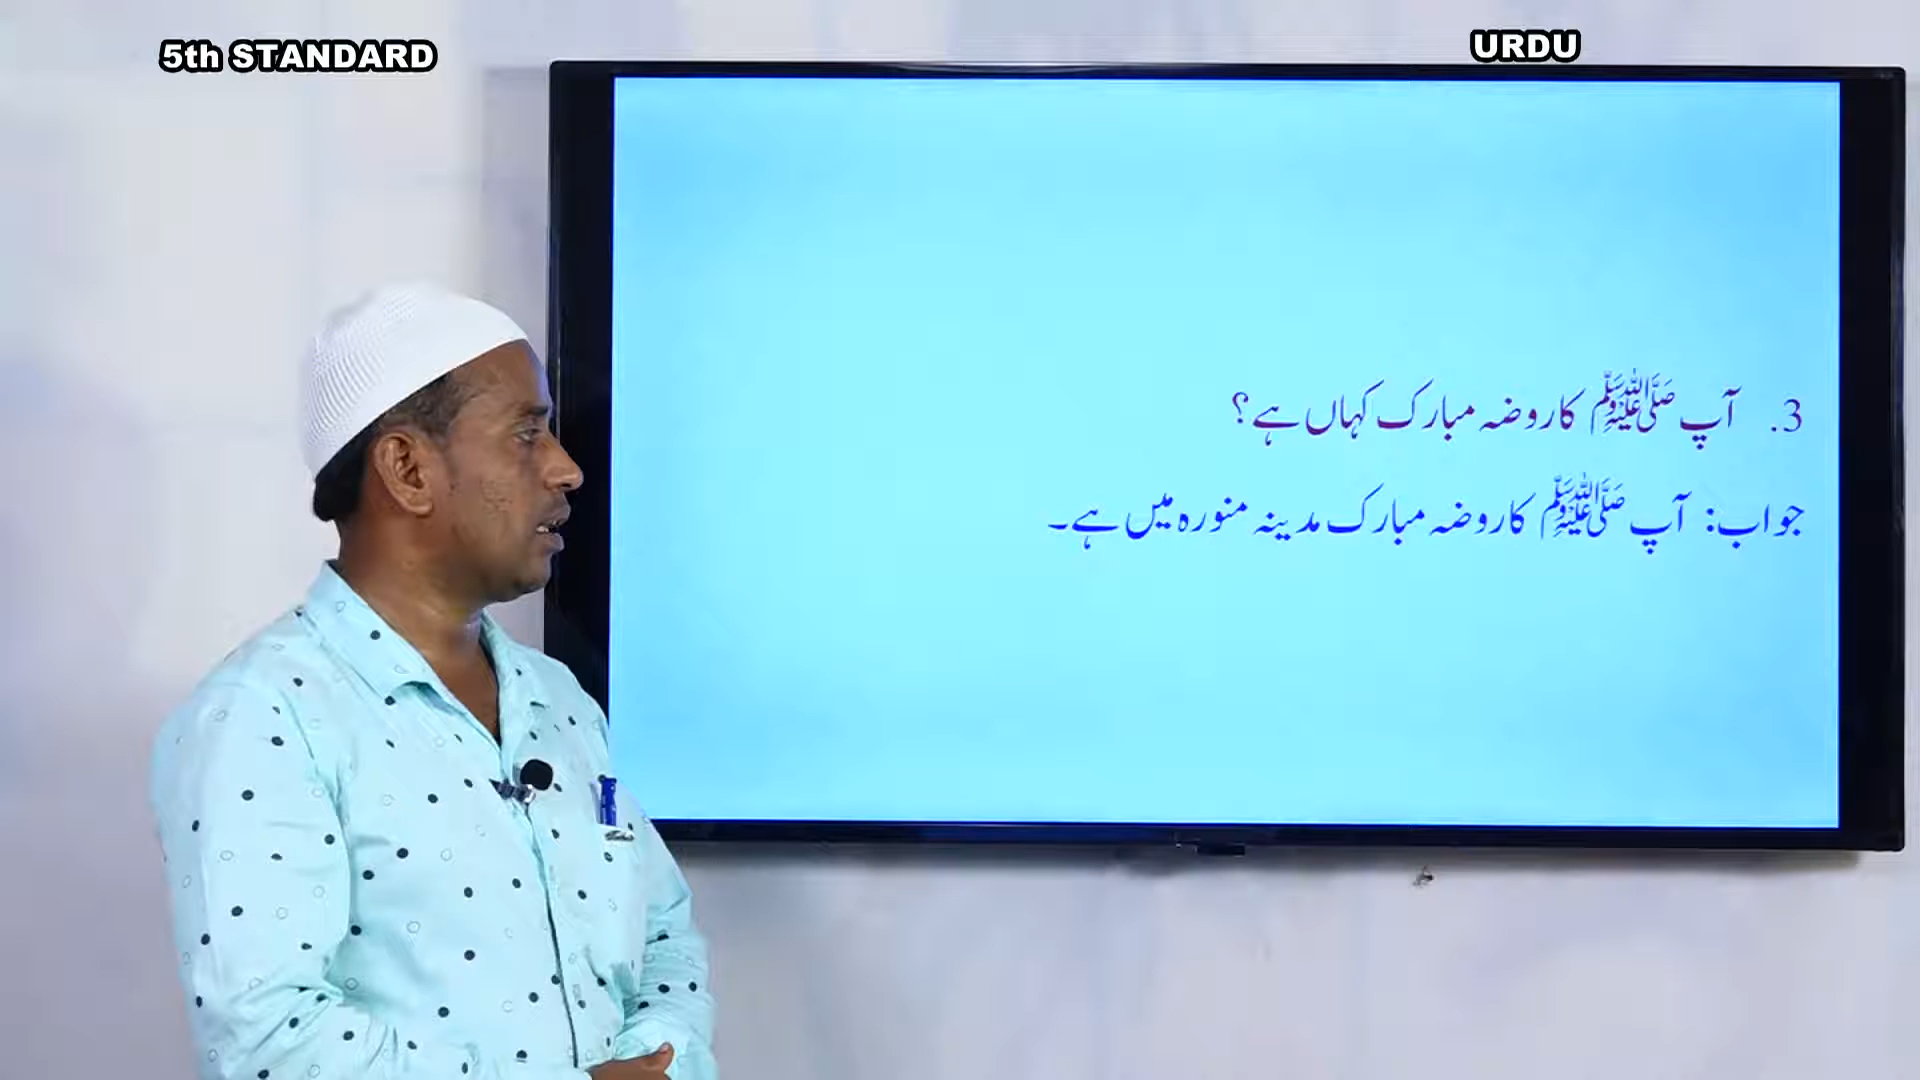 5th STANDARD
URDU
3. آپ ﷺ کا روضہ مبارک کہاں ہے؟
جواب: آپ ﷺ کا روضہ مبارک مدینہ منورہ میں ہے۔